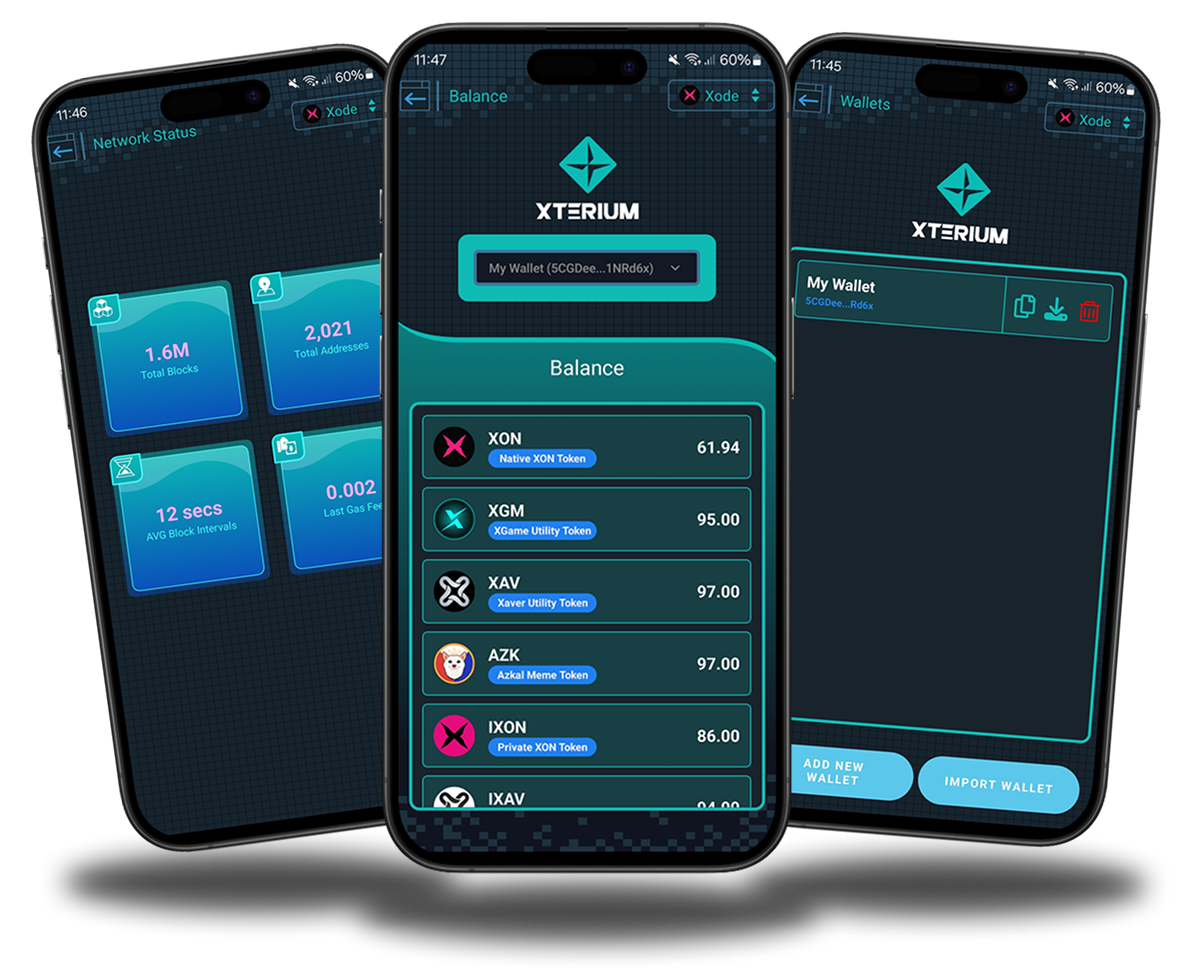 11:46
60%
Network Status
Xode
1.6M
Total Blocks
2,021
Total Addresses
12 secs
AVG Block Intervals
0.002
Last Gas Fee
11:47
60%
Balance
Xode
XTERIUM
My Wallet (5CGDee...1NRd6x)
Balance
XON
Native XON Token
61.94
XGM
XGame Utility Token
95.00
XAV
Xaver Utility Token
97.00
AZK
Azkal Meme Token
97.00
IXON
Private XON Token
86.00
IXAV
94.00
11:45
60%
Wallets
Xode
XTERIUM
My Wallet
5CGDee...Rd6x
ADD NEW
WALLET
IMPORT WALLET